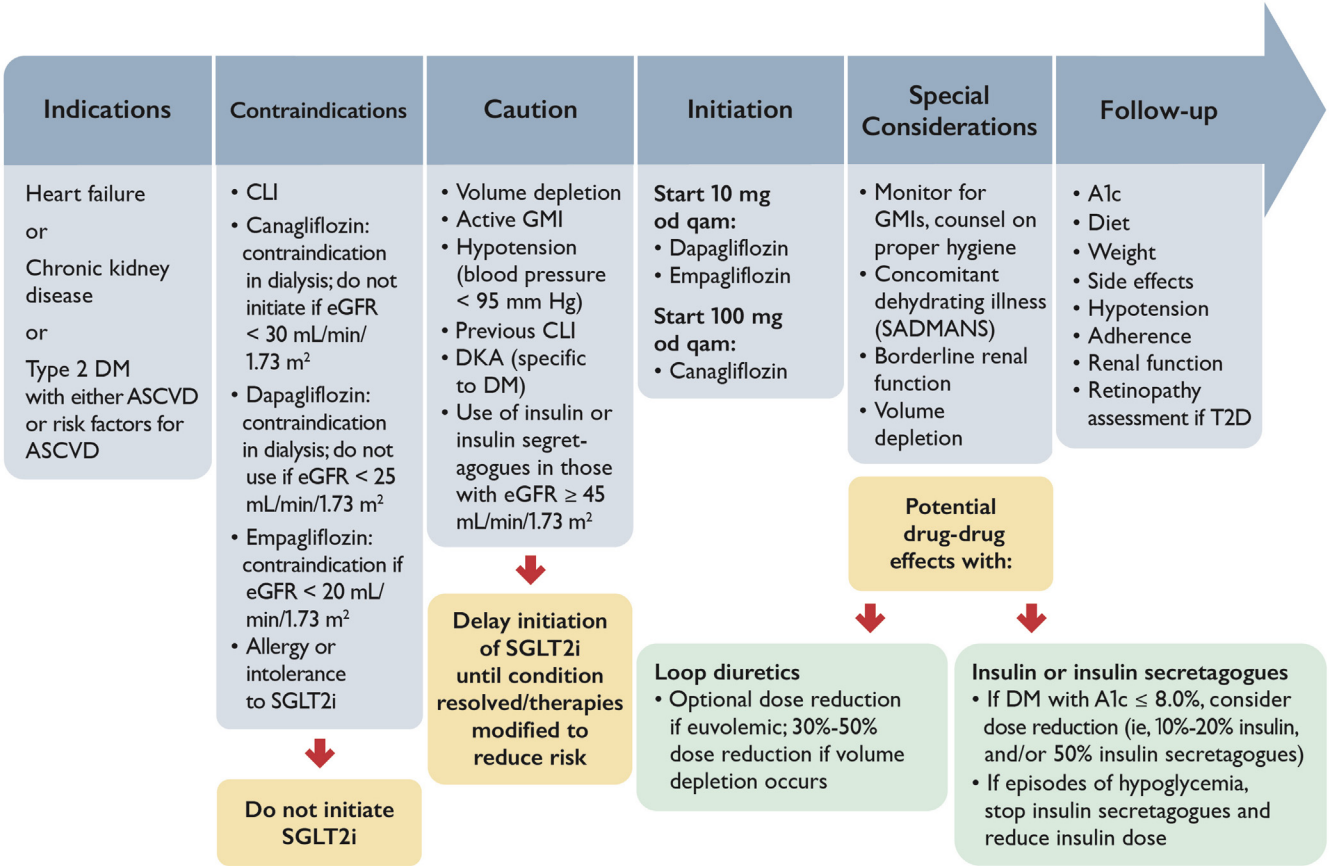 Indications
Heart failure
or
Chronic kidney
disease
or
Type 2 DM
with either ASCVD
or risk factors for
ASCVD
Contraindications
• CLI
• Canagliflozin:
contraindication
in dialysis; do not
initiate if eGFR
< 30 mL/min/
1.73 m²
• Dapagliflozin:
contraindication
in dialysis; do not
use if eGFR < 25
mL/min/1.73 m²
• Empagliflozin:
contraindication if
eGFR < 20 mL/
min/1.73 m²
• Allergy or
intolerance
to SGLT2i
Do not initiate
SGLT2i
Caution
• Volume depletion
• Active GMI
• Hypotension
(blood pressure
< 95 mm Hg)
• Previous CLI
• DKA (specific
to DM)
• Use of insulin or
insulin segret-
agogues in those
with eGFR ≥ 45
mL/min/1.73 m²
Delay initiation
of SGLT2i
until condition
resolved/therapies
modified to
reduce risk
Initiation
Start 10 mg
od qam:
• Dapagliflozin
• Empagliflozin
Start 100 mg
od qam:
• Canagliflozin
Special
Considerations
• Monitor for
GMIs, counsel on
proper hygiene
• Concomitant
dehydrating illness
(SADMANS)
• Borderline renal
function
• Volume
depletion
Follow-up
• A1c
• Diet
• Weight
• Side effects
• Hypotension
• Adherence
• Renal function
• Retinopathy
assessment if T2D
Potential
drug-drug
effects with:
Loop diuretics
• Optional dose reduction
if euvolemic; 30%-50%
dose reduction if volume
depletion occurs
Insulin or insulin secretagogues
• If DM with A1c ≤ 8.0%, consider
dose reduction (ie, 10%-20% insulin,
and/or 50% insulin secretagogues)
• If episodes of hypoglycemia,
stop insulin secretagogues and
reduce insulin dose